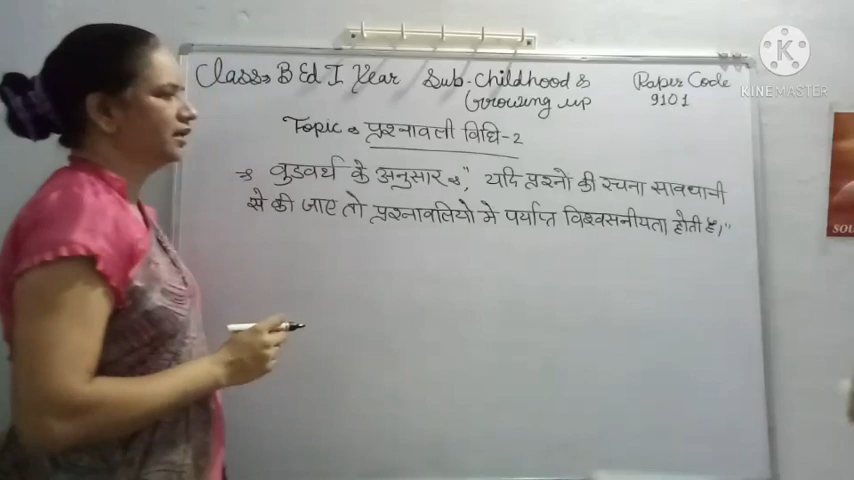 Class → B Ed I Year Sub - Childhood & Paper Code
Growing up 9101
Topic → प्रश्नावली विधि-2
→ वुडवर्थ के अनुसार →" यदि प्रश्नों की रचना सावधानी
से की जाए तो प्रश्नावलियो मे पर्याप्त विश्वसनीयता होती है।"
K
KINEMASTER
SOU